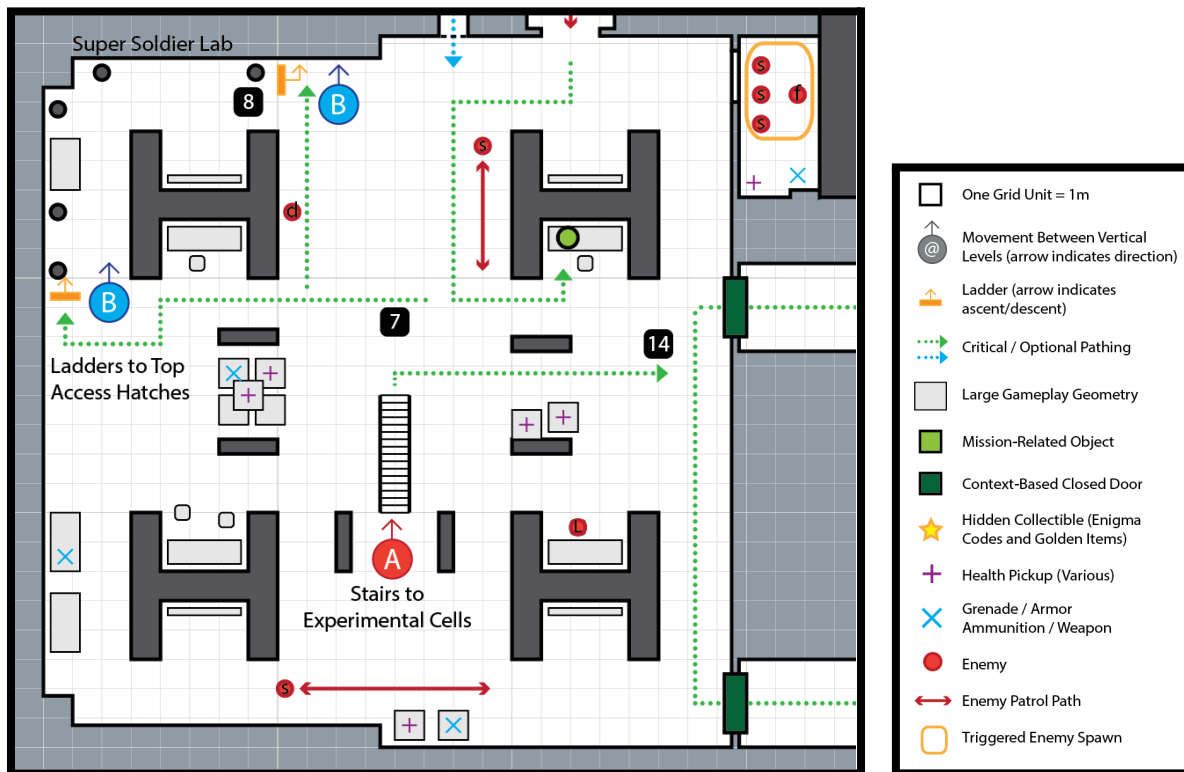 Super Soldier Lab
8
B
s
s
s
f
s
d
B
7
14
Ladders to Top
Access Hatches
L
A
Stairs to
Experimental Cells
s
One Grid Unit = 1m
@
Movement Between Vertical
Levels (arrow indicates direction)
Ladder (arrow indicates
ascent/descent)
Critical / Optional Pathing
Large Gameplay Geometry
Mission-Related Object
Context-Based Closed Door
Hidden Collectible (Enigma
Codes and Golden Items)
Health Pickup (Various)
Grenade / Armor
Ammunition / Weapon
Enemy
Enemy Patrol Path
Triggered Enemy Spawn